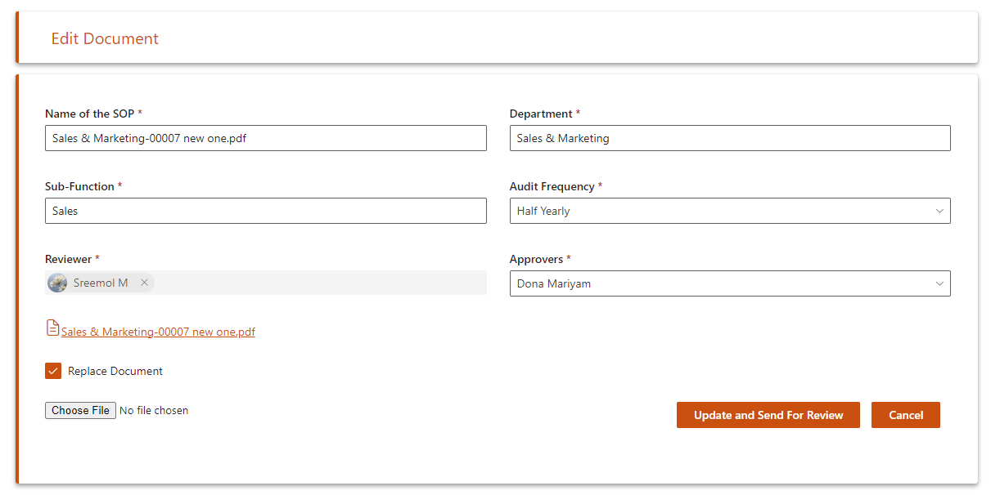 Edit Document
Name of the SOP *
Department *
Sales & Marketing-00007 new one.pdf
Sales & Marketing
Sub-Function *
Audit Frequency *
Sales
Half Yearly
Reviewer *
Approvers *
Sreemol M
Dona Mariyam
Sales & Marketing-00007 new one.pdf
Replace Document
Choose File No file chosen
Update and Send For Review
Cancel